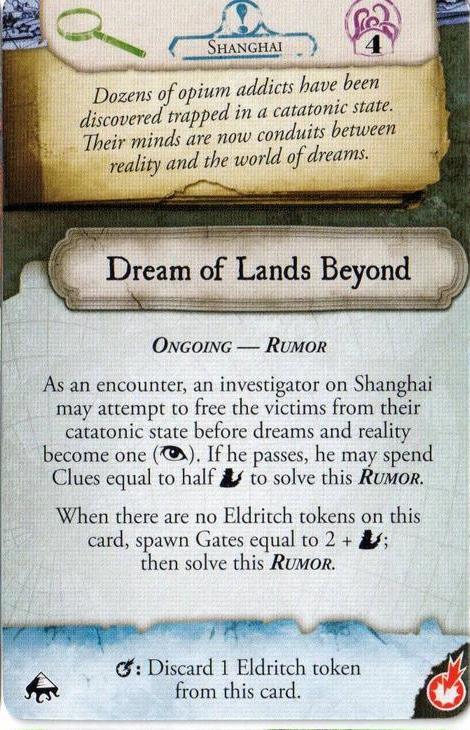 SHANGHAI
4
Dozens of opium addicts have been
discovered trapped in a catatonic state.
Their minds are now conduits between
reality and the world of dreams.
Dream of Lands Beyond
ONGOING — RUMOR
As an encounter, an investigator on Shanghai
may attempt to free the victims from their
catatonic state before dreams and reality
become one (). If he passes, he may spend
Clues equal to half to solve this RUMOR.
When there are no Eldritch tokens on this
card, spawn Gates equal to 2 + ;
then solve this RUMOR.
: Discard 1 Eldritch token
from this card.